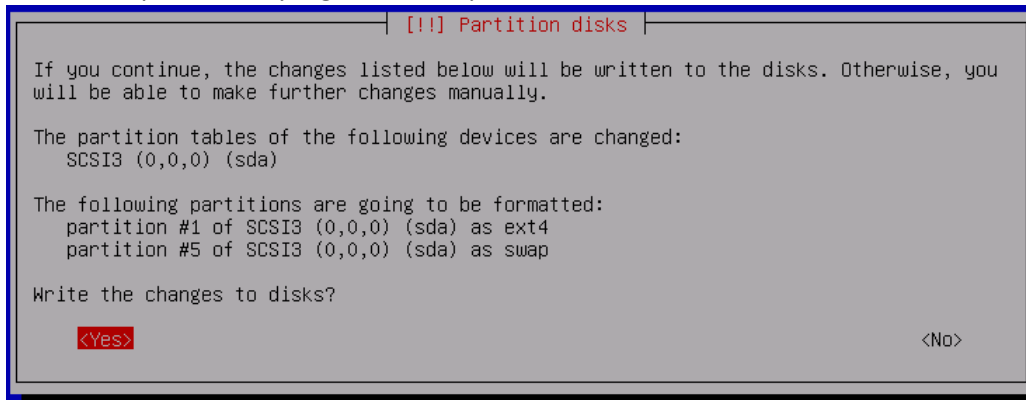 [!!] Partition disks
If you continue, the changes listed below will be written to the disks. Otherwise, you
will be able to make further changes manually.
The partition tables of the following devices are changed:
SCSI3 (0,0,0) (sda)
The following partitions are going to be formatted:
partition #1 of SCSI3 (0,0,0) (sda) as ext4
partition #5 of SCSI3 (0,0,0) (sda) as swap
Write the changes to disks?
<Yes> <No>